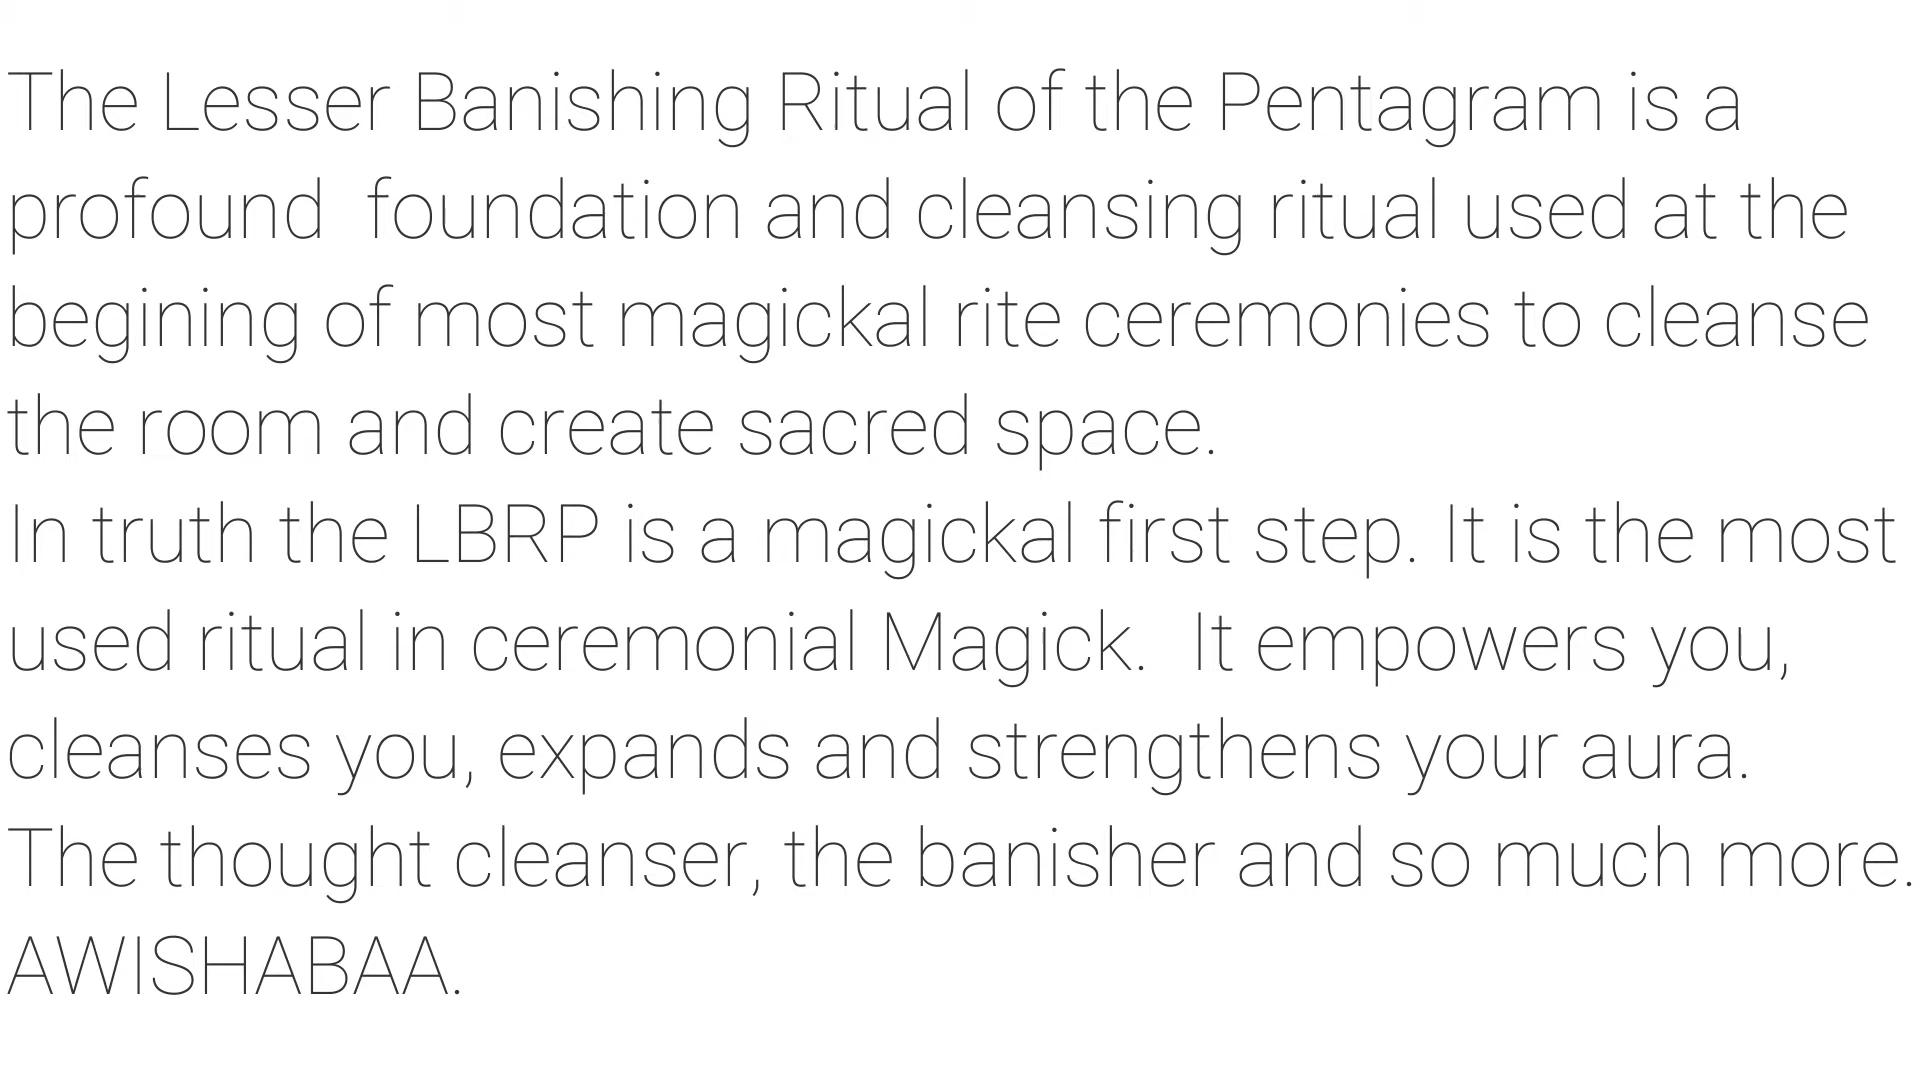 The Lesser Banishing Ritual of the Pentagram is a
profound  foundation and cleansing ritual used at the
begining of most magickal rite ceremonies to cleanse
the room and create sacred space.
In truth the LBRP is a magickal first step. It is the most
used ritual in ceremonial Magick.  It empowers you,
cleanses you, expands and strengthens your aura.
The thought cleanser, the banisher and so much more.
AWISHABAA.